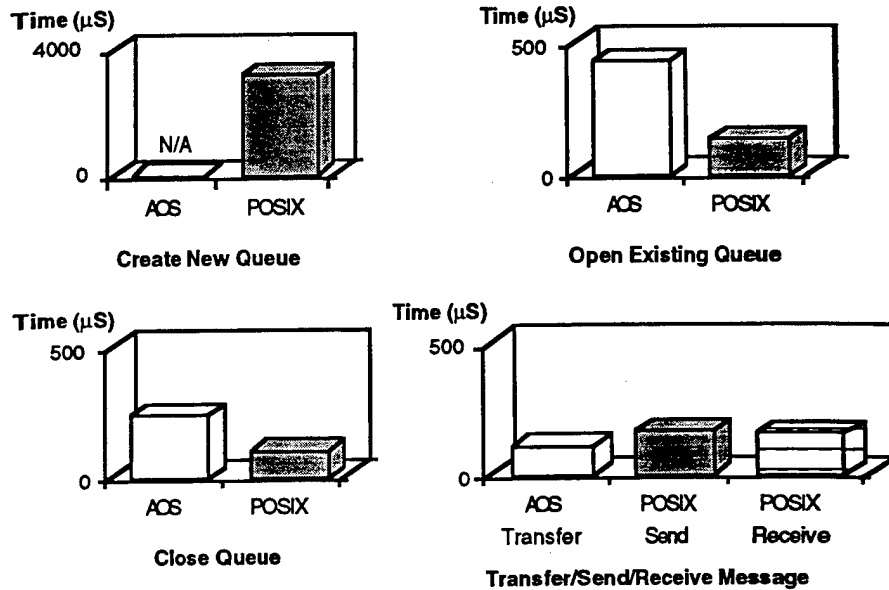 Time (µS)
4000
N/A
0
AOS
POSIX
Create New Queue
Time (µS)
500
0
AOS
POSIX
Open Existing Queue
Time (µS)
500
0
AOS
POSIX
Close Queue
Time (µS)
500
0
AOS
POSIX
POSIX
Transfer
Send
Receive
Transfer/Send/Receive Message